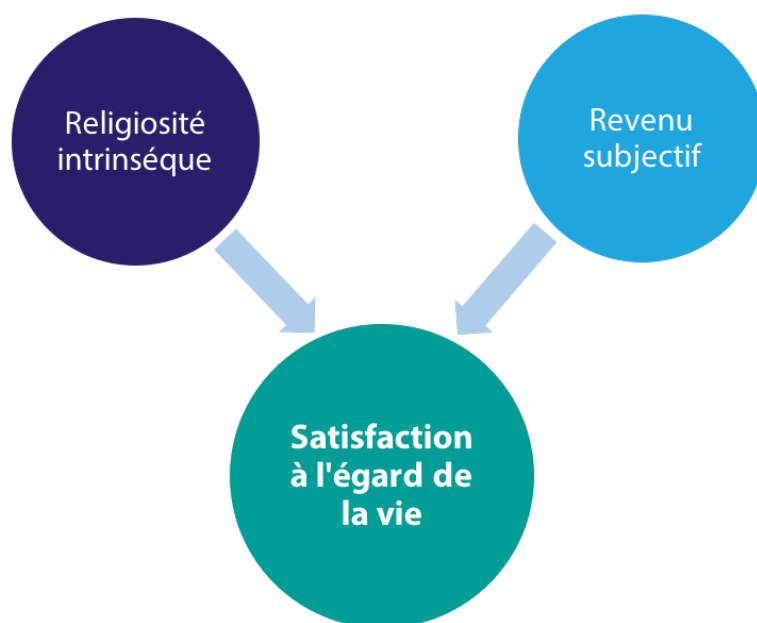 Religiosité
intrinséque
Revenu
subjectif
Satisfaction
à l'égard de
la vie